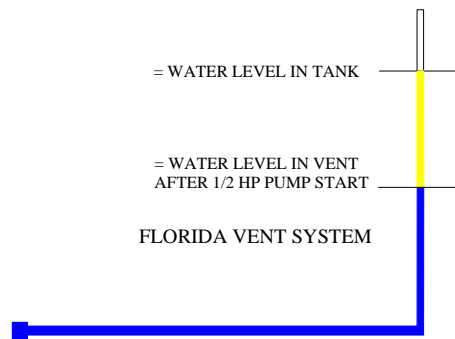 = WATER LEVEL IN TANK
= WATER LEVEL IN VENT
AFTER 1/2 HP PUMP START
FLORIDA VENT SYSTEM